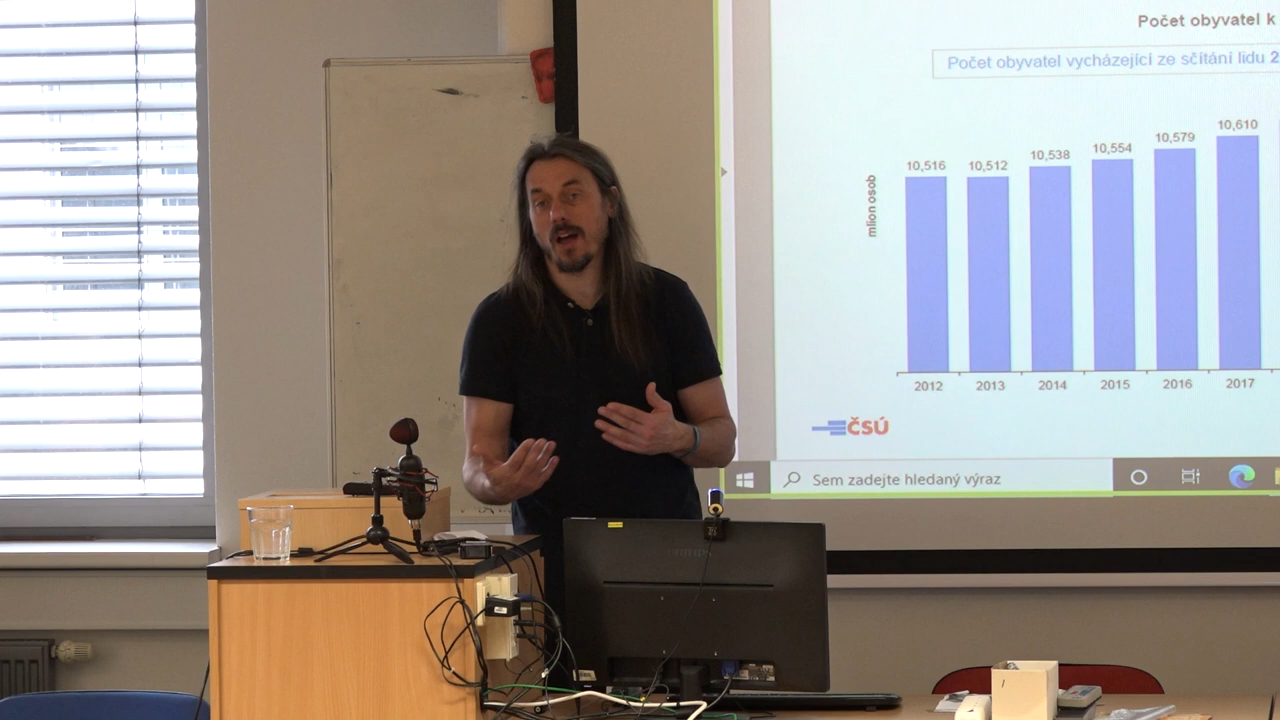 Počet obyvatel k
Počet obyvatel vycházející ze sčítání lidu 2
10,516
10,512
10,538
10,554
10,579
10,610
mlion osob
2012
2013
2014
2015
2016
2017
ČSÚ
Sem zadejte hledaný výraz